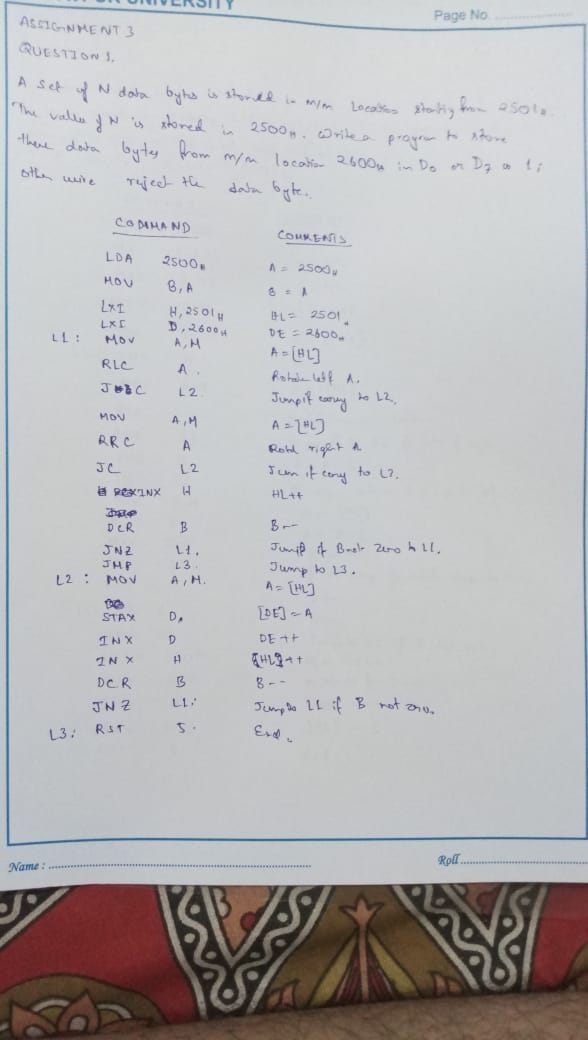 UNIVERSITY
Page No.
ASSIGNMENT 3
QUESTION 1.
A set of N data bytes is stored in m/m Location starting from 2501H.
The value of N is stored in 2500H. Write a program to store
these data bytes from m/m location 2600H in D0 or D7 is 1;
other wise reject the data byte.
COMMAND COMMENTS
LDA 2500H A = 2500H
MOV B,A B = A
LXI H, 2501H HL = 2501H
LXI D, 2600H DE = 2600H
L1: MOV A,M A = [HL]
RLC A. Rotate left A.
JC L2. Jump if carry to L2.
MOV A,M A = [HL]
RRC A Rotd right A
JC L2 Jum if cary to L2.
INX H HL++
DCR B B--
JNZ L1. Jump if B not zero to L1.
JMP L3. Jump to L3.
L2: MOV A,M. A = [HL]
STAX D. [DE] = A
INX D DE ++
INX H HL++
DCR B B--
JNZ L1: Jump to L1 if B not zero.
L3: RST 5. End.
Name: Roll